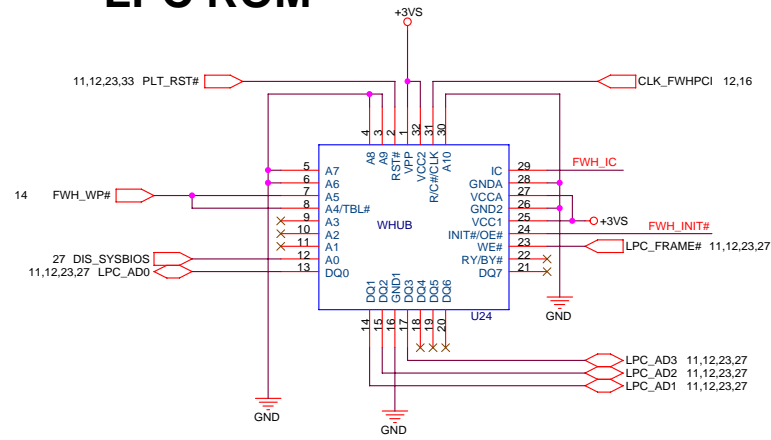 LPC ROM
+3VS
11,12,23,33 PLT_RST#
CLK_FWHPCI 12,16
4
3
2
1
32
31
30
A8
A9
RST#
VPP
VCC2
R/C#/CLK
A10
5 A7
6 A6
14 FWH_WP# 7 A5
8 A4/TBL#
9 A3
10 A2
11 A1
27 DIS_SYSBIOS 12 A0
11,12,23,27 LPC_AD0 13 DQ0
WHUB
IC 29 FWH_IC
GNDA 28
VCCA 27
GND2 26
VCC1 25 +3VS
INIT#/OE# 24 FWH_INIT#
WE# 23 LPC_FRAME# 11,12,23,27
RY/BY# 22
DQ7 21
DQ1
DQ2
GND1
DQ3
DQ4
DQ5
DQ6
14
15
16
17
18
19
20
U24
GND
LPC_AD3 11,12,23,27
LPC_AD2 11,12,23,27
LPC_AD1 11,12,23,27
GND
GND